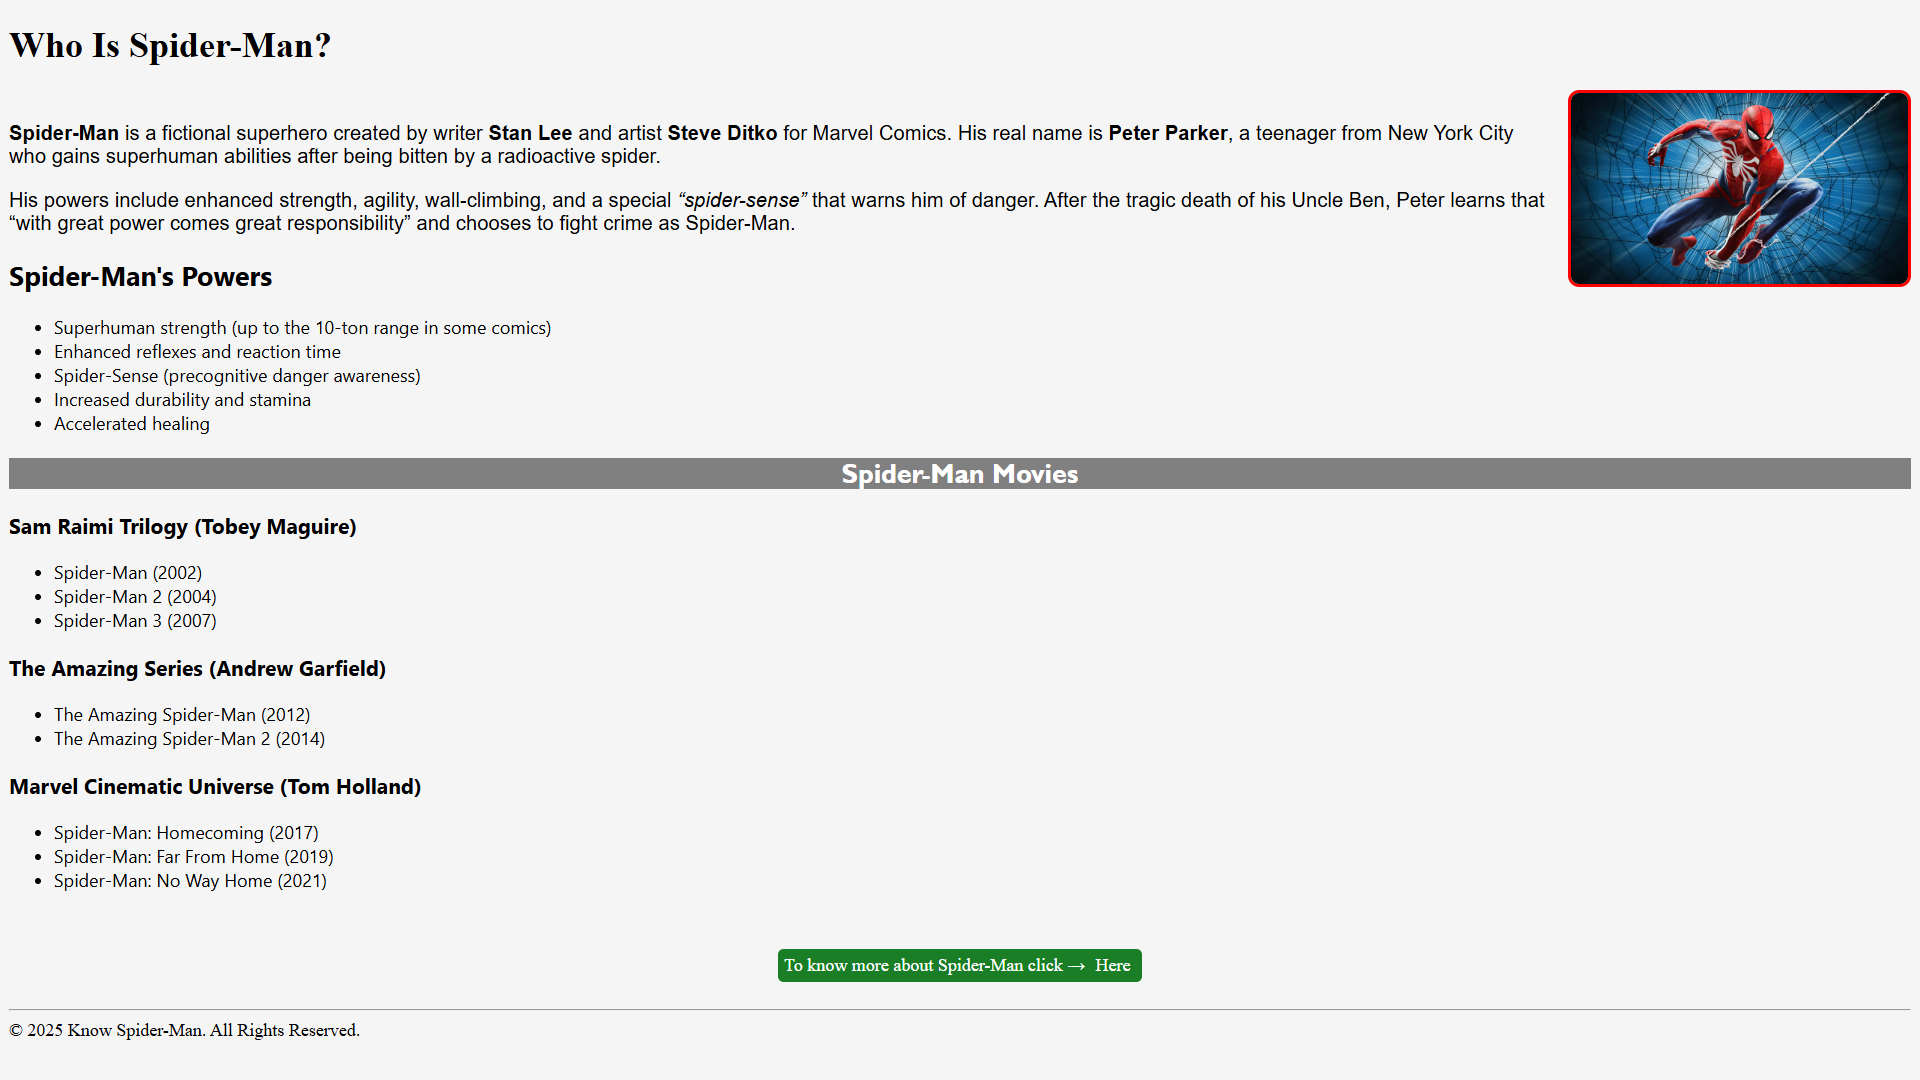 Who Is Spider-Man?
Spider-Man is a fictional superhero created by writer Stan Lee and artist Steve Ditko for Marvel Comics. His real name is Peter Parker, a teenager from New York City
who gains superhuman abilities after being bitten by a radioactive spider.
His powers include enhanced strength, agility, wall-climbing, and a special “spider-sense” that warns him of danger. After the tragic death of his Uncle Ben, Peter learns that
“with great power comes great responsibility” and chooses to fight crime as Spider-Man.
Spider-Man's Powers
• Superhuman strength (up to the 10-ton range in some comics)
• Enhanced reflexes and reaction time
• Spider-Sense (precognitive danger awareness)
• Increased durability and stamina
• Accelerated healing
Spider-Man Movies
Sam Raimi Trilogy (Tobey Maguire)
• Spider-Man (2002)
• Spider-Man 2 (2004)
• Spider-Man 3 (2007)
The Amazing Series (Andrew Garfield)
• The Amazing Spider-Man (2012)
• The Amazing Spider-Man 2 (2014)
Marvel Cinematic Universe (Tom Holland)
• Spider-Man: Homecoming (2017)
• Spider-Man: Far From Home (2019)
• Spider-Man: No Way Home (2021)
To know more about Spider-Man click → Here
© 2025 Know Spider-Man. All Rights Reserved.